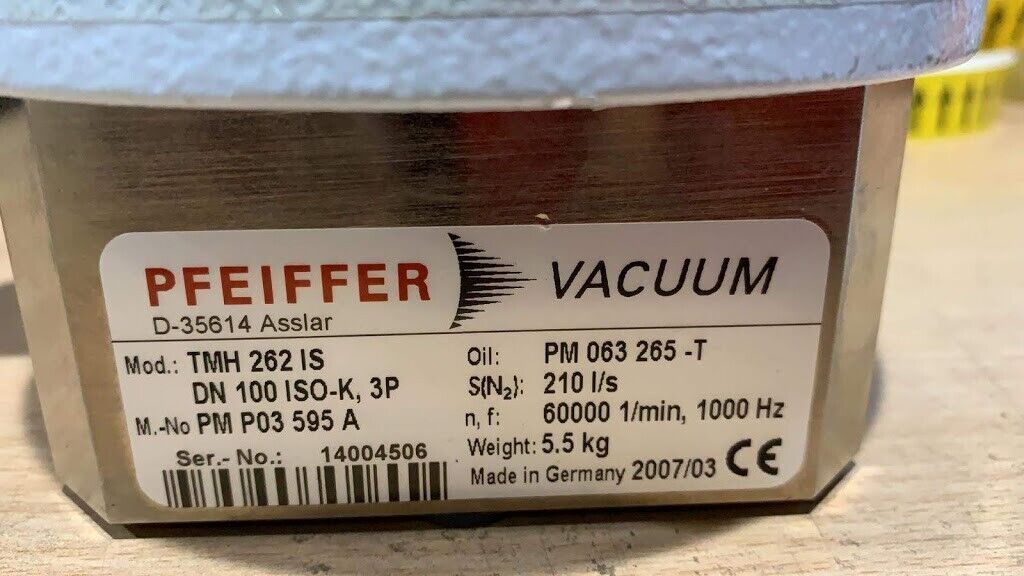 PFEIFFER VACUUM
D-35614 Asslar
Mod.: TMH 262 IS
DN 100 ISO-K, 3P
M.-No PM P03 595 A
Ser.- No.: 14004506
Oil: PM 063 265 -T
S(N₂): 210 l/s
n, f: 60000 1/min, 1000 Hz
Weight: 5.5 kg
Made in Germany 2007/03 CE